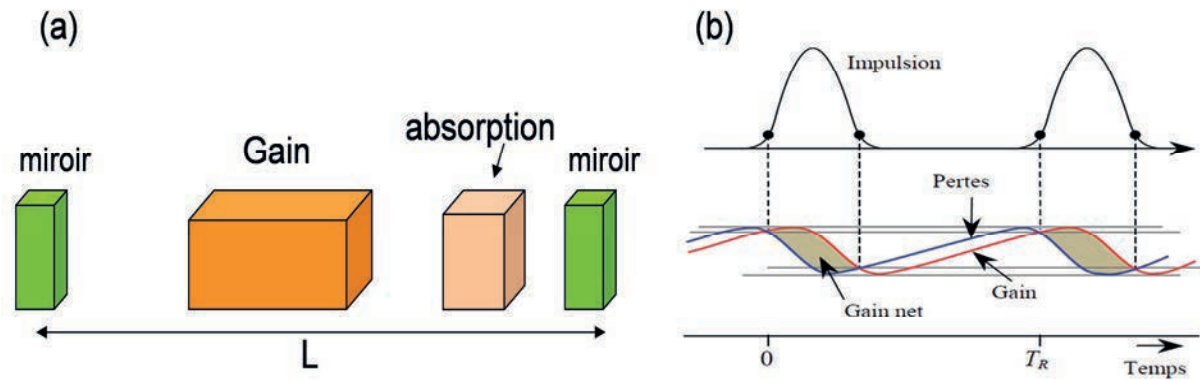 (a)
miroir
Gain
absorption
miroir
L
(b)
Impulsion
Pertes
Gain
Gain net
0
T_R
Temps